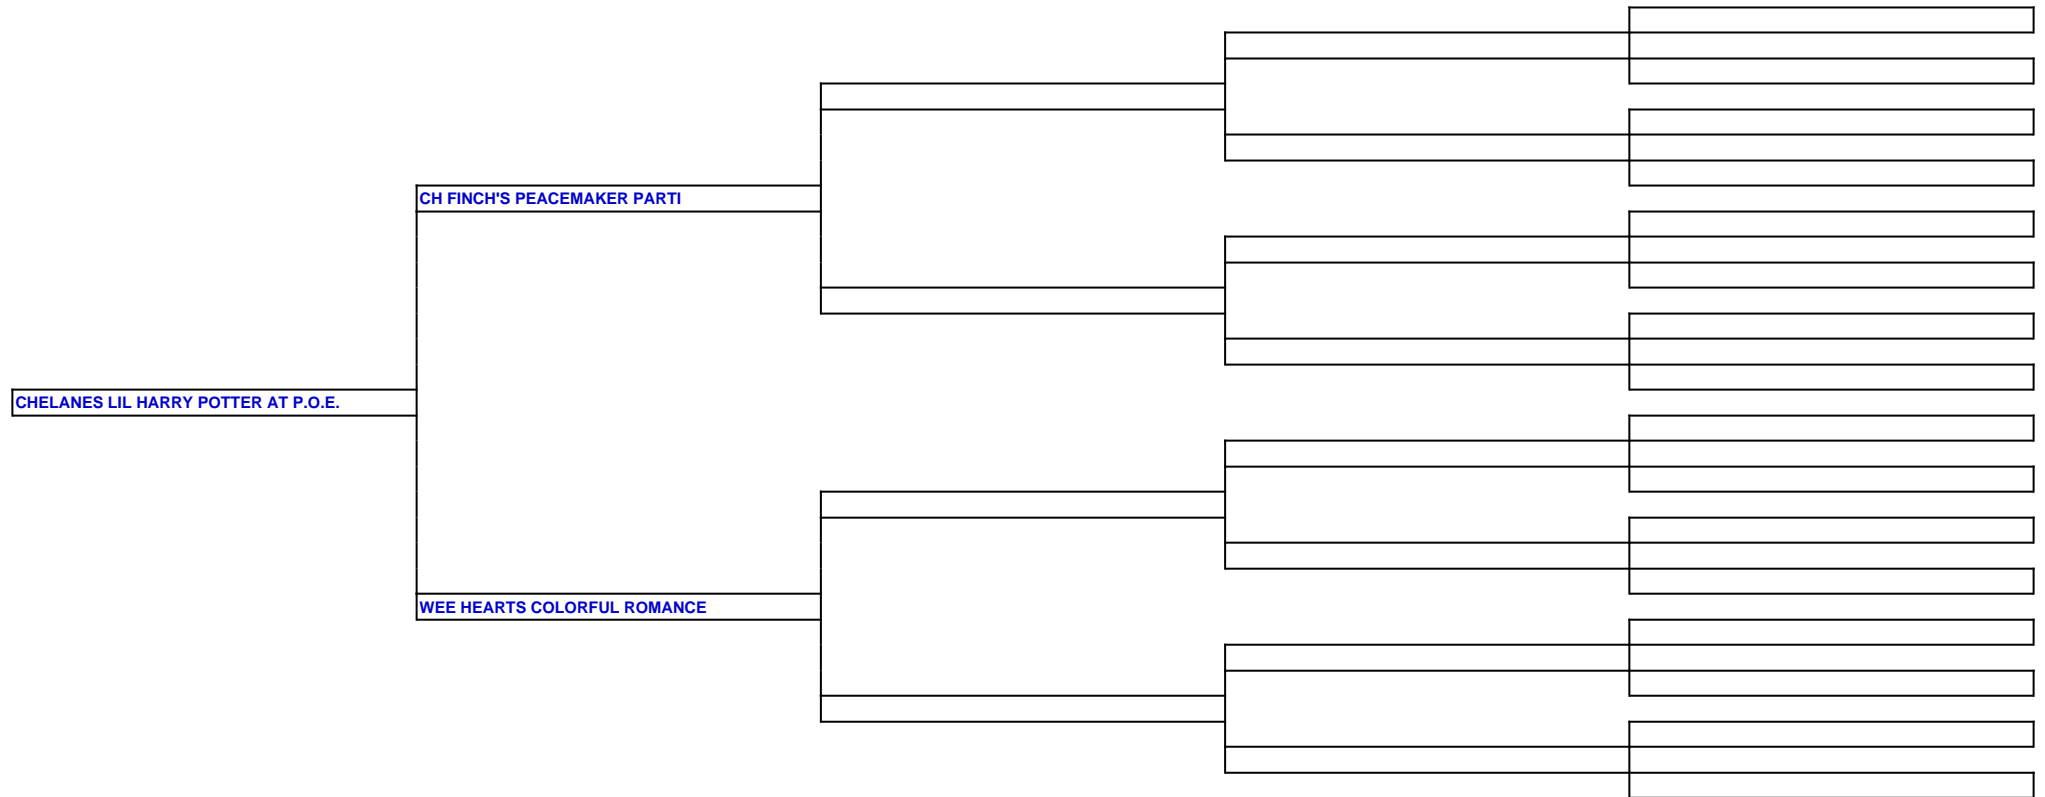 CH FINCH'S PEACEMAKER PARTI
CHELANES LIL HARRY POTTER AT P.O.E.
WEE HEARTS COLORFUL ROMANCE